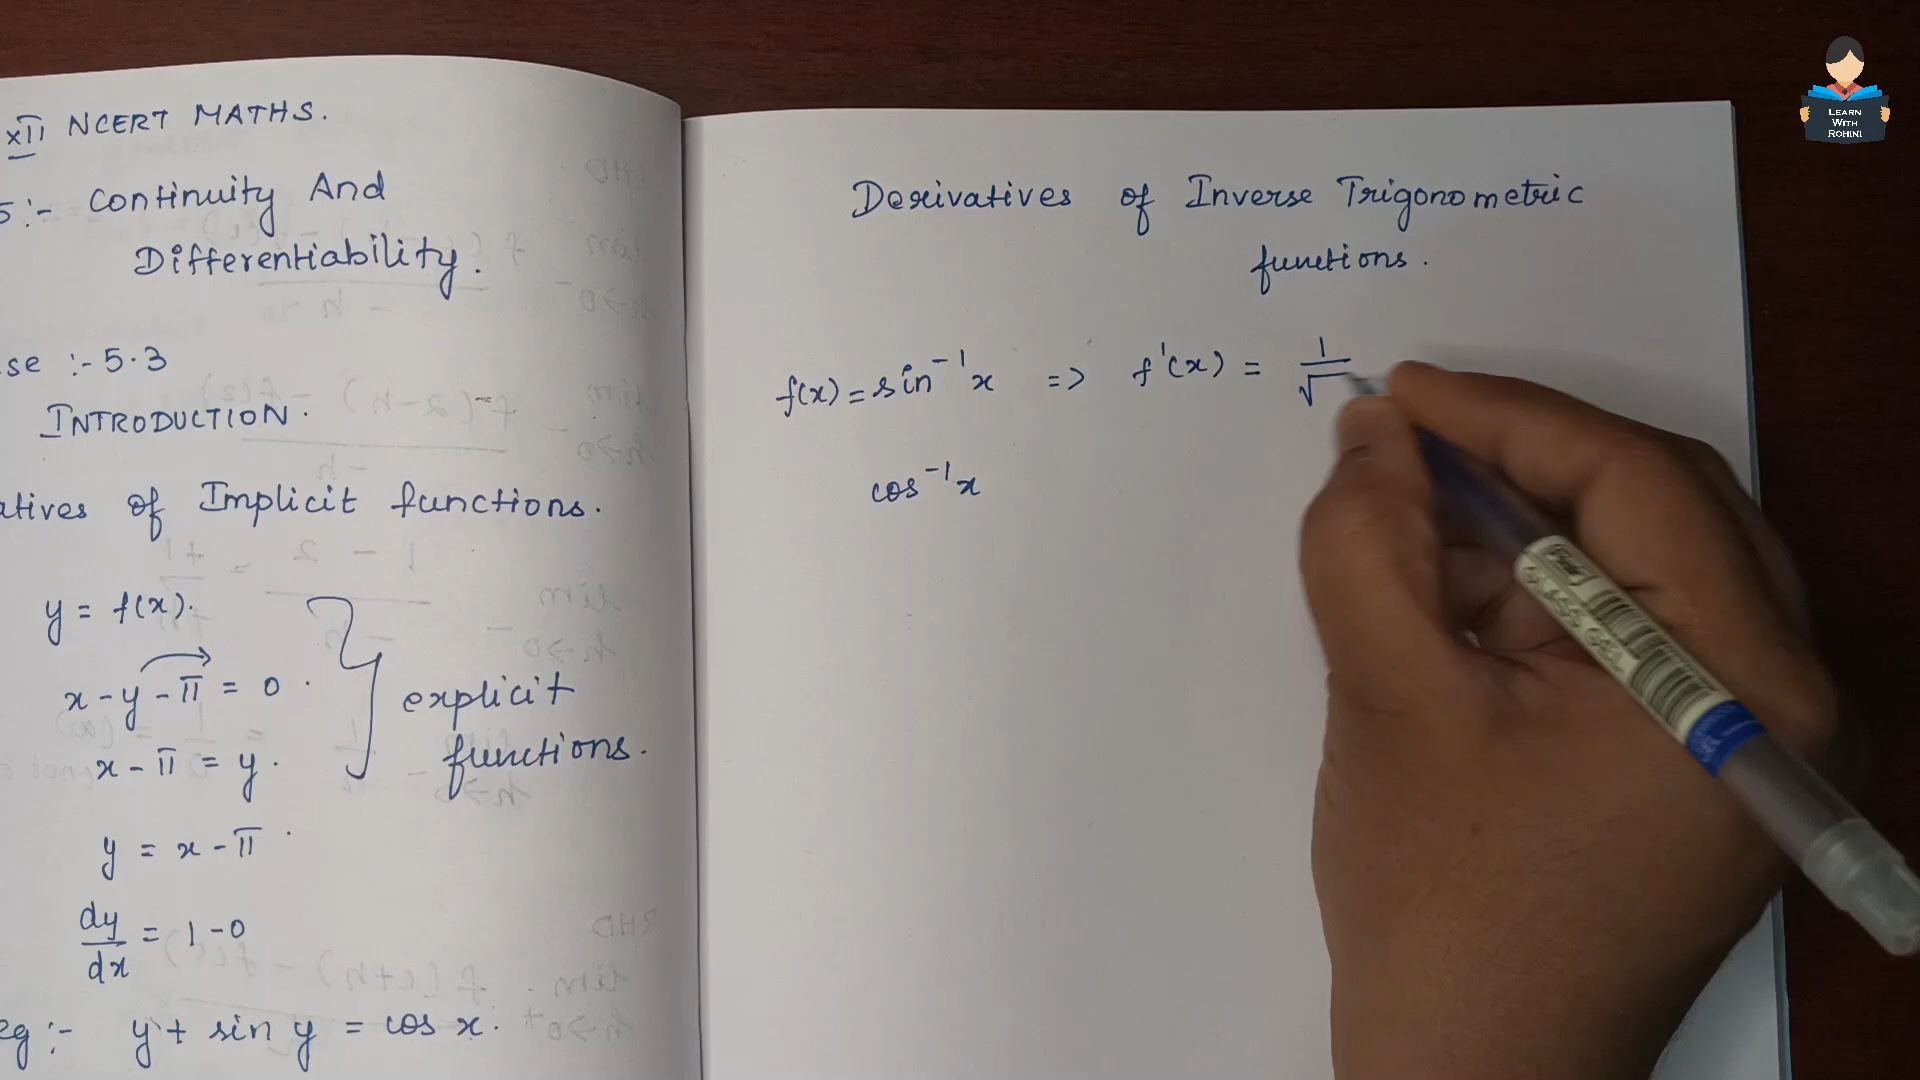 XII NCERT MATHS.
5 :- Continuity And
Differentiability.
se :- 5.3
INTRODUCTION.
atives of Implicit functions.
y = f(x).
x - y - π = 0.
x - π = y.
explicit
functions.
y = x - π.
dy/dx = 1 - 0
eg :- y + sin y = cos x.
Derivatives of Inverse Trigonometric
functions.
f(x) = sin⁻¹x => f'(x) = 1/√
cos⁻¹x
LEARN
WITH
ROHINI